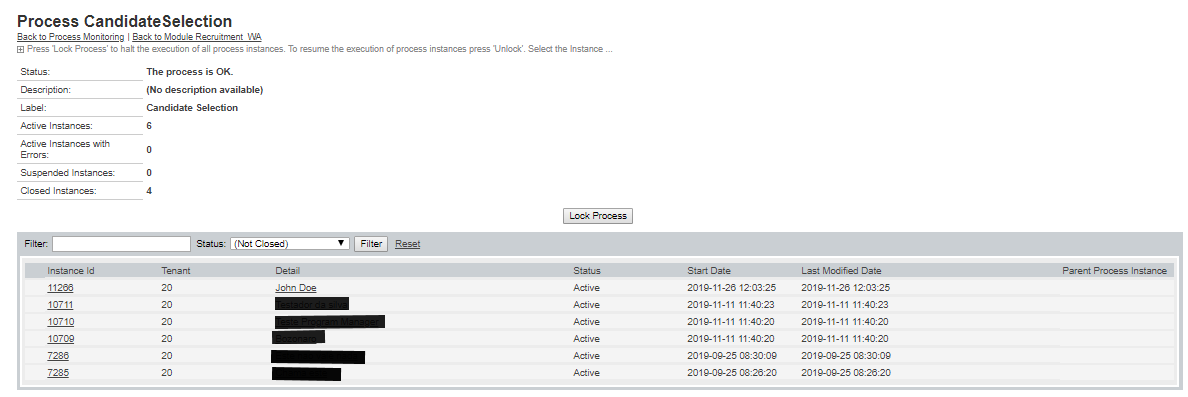 Process CandidateSelection
Back to Process Monitoring | Back to Module Recruitment_WA
Press 'Lock Process' to halt the execution of all process instances. To resume the execution of process instances press 'Unlock'. Select the Instance ...
Status: The process is OK.
Description: (No description available)
Label: Candidate Selection
Active Instances: 6
Active Instances with Errors: 0
Suspended Instances: 0
Closed Instances: 4
Lock Process
Filter: Status: (Not Closed) Filter Reset
Instance Id Tenant Detail Status Start Date Last Modified Date Parent Process Instance
11266 20 John Doe Active 2019-11-26 12:03:25 2019-11-26 12:03:25
10711 20 Active 2019-11-11 11:40:23 2019-11-11 11:40:23
10710 20 Active 2019-11-11 11:40:20 2019-11-11 11:40:20
10709 20 Active 2019-11-11 11:40:20 2019-11-11 11:40:20
7286 20 Active 2019-09-25 08:30:09 2019-09-25 08:30:09
7285 20 Active 2019-09-25 08:26:20 2019-09-25 08:26:20